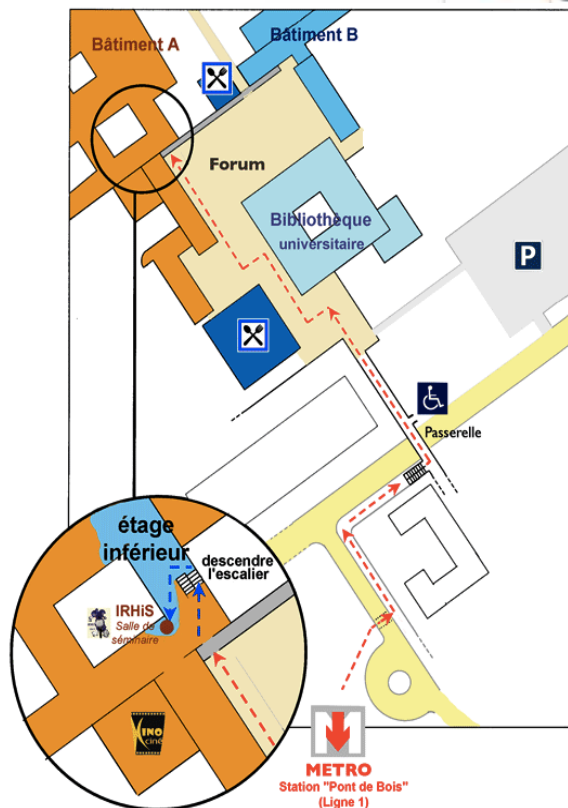 Bâtiment A
Bâtiment B
Forum
Bibliothèque
universitaire
P
Passerelle
étage
inférieur
descendre
l'escalier
IRHiS
Salle de
séminaire
KINO
ciné
METRO
Station "Pont de Bois"
(Ligne 1)